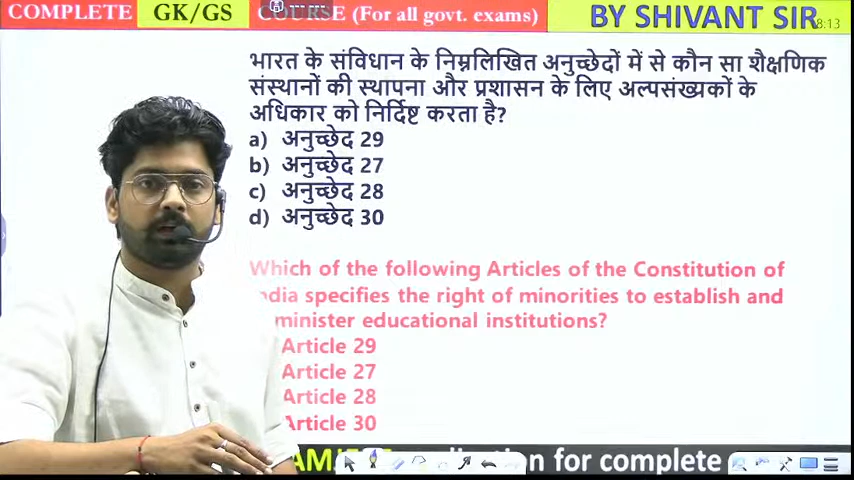 COMPLETE GK/GS COURSE (For all govt. exams) BY SHIVANT SIR
भारत के संविधान के निम्नलिखित अनुच्छेदों में से कौन सा शैक्षणिक
संस्थानों की स्थापना और प्रशासन के लिए अल्पसंख्यकों के
अधिकार को निर्दिष्ट करता है?
a) अनुच्छेद 29
b) अनुच्छेद 27
c) अनुच्छेद 28
d) अनुच्छेद 30
Which of the following Articles of the Constitution of
India specifies the right of minorities to establish and
minister educational institutions?
Article 29
Article 27
Article 28
Article 30
for complete